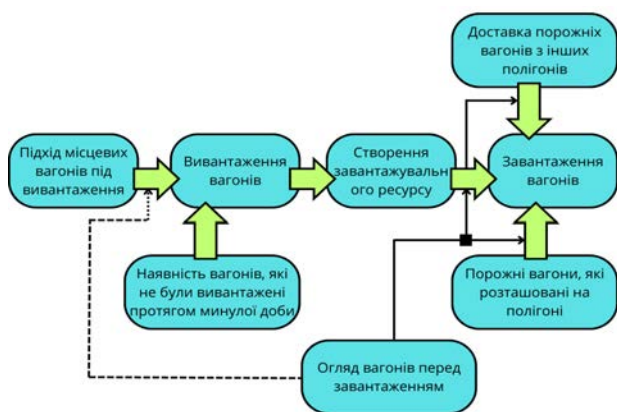 Доставка порожніх
вагонів з інших
полігонів
Підхід місцевих
вагонів під
вивантаження
Вивантаження
вагонів
Створення
завантажувальн
ого ресурсу
Завантаження
вагонів
Наявність вагонів, які
не були вивантажені
протягом минулої доби
Порожні вагони, які
розташовані на
полігоні
Огляд вагонів перед
завантаженням